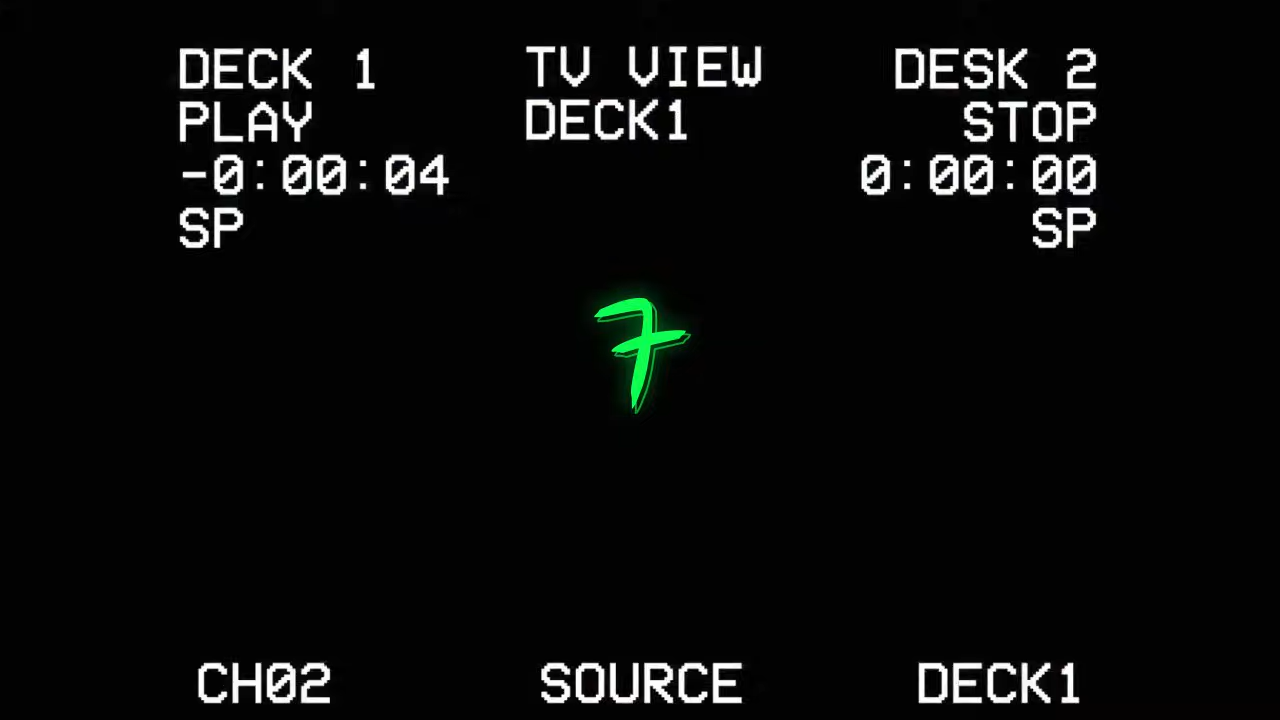 DECK 1 TV VIEW DESK 2
PLAY DECK1 STOP
-0:00:04 0:00:00
SP SP
7
CH02 SOURCE DECK1